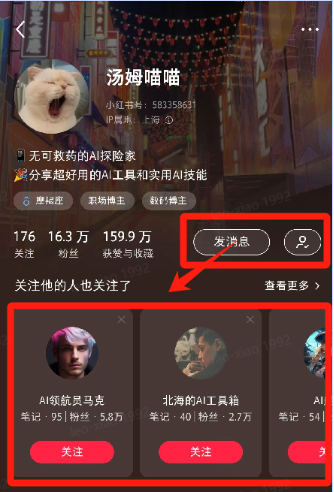 汤姆喵喵
小红书号：583358631
IP属地：上海
📱无可救药的AI探险家
🎉分享超好用的AI工具和实用AI技能
摩羯座 职场博主 数码博主
176 16.3 万 159.9 万
关注 粉丝 获赞与收藏
发消息
关注他的人也关注了 查看更多
AI领航员马克
笔记 · 95 | 粉丝 · 5.8万
关注
北海的AI工具箱
笔记 · 40 | 粉丝 · 2.7万
关注
AI
笔记 · 54